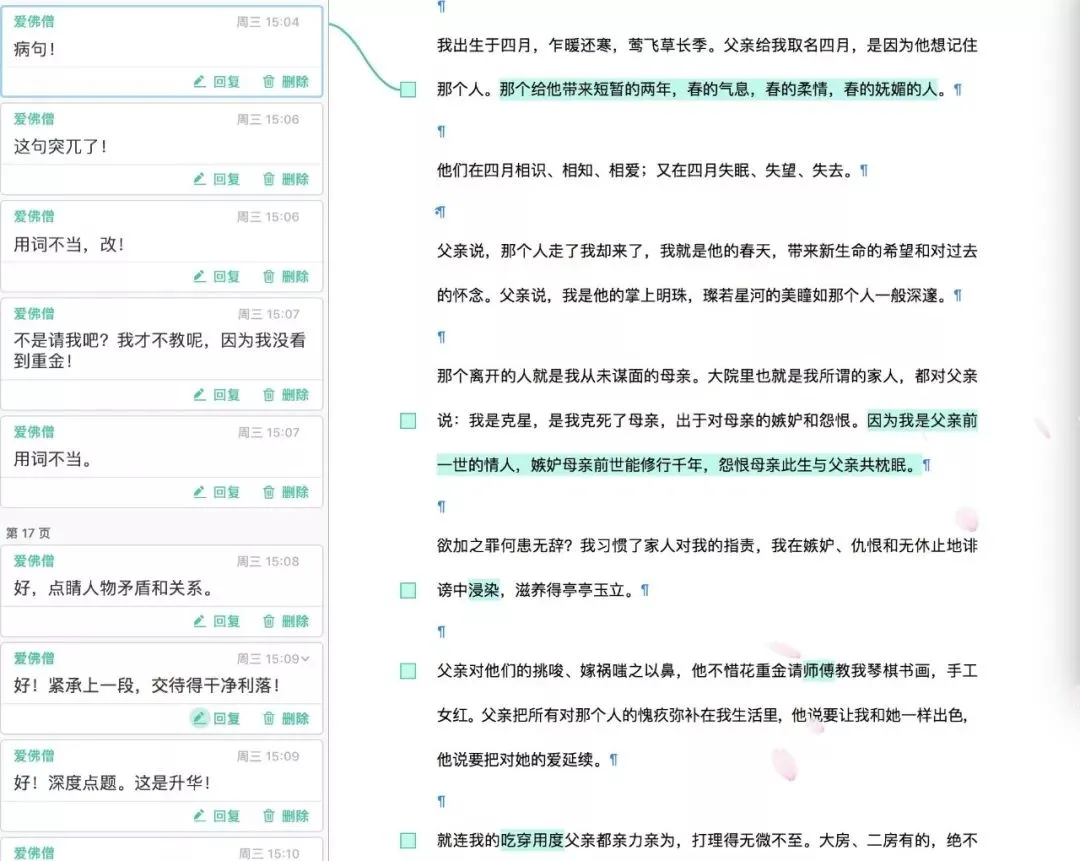 爱佛僧 周三 15:04
病句！
回复 删除
爱佛僧 周三 15:06
这句突兀了！
回复 删除
爱佛僧 周三 15:06
用词不当，改！
回复 删除
爱佛僧 周三 15:07
不是请我吧？我才不教呢，因为我没看
到重金！
回复 删除
爱佛僧 周三 15:07
用词不当。
回复 删除
第 17 页
爱佛僧 周三 15:08
好，点睛人物矛盾和关系。
回复 删除
爱佛僧 周三 15:09
好！紧承上一段，交待得干净利落！
回复 删除
爱佛僧 周三 15:09
好！深度点题。这是升华！
回复 删除
爱佛僧 周三 15:10
¶
我出生于四月，乍暖还寒，莺飞草长季。父亲给我取名四月，是因为他想记住
那个人。那个给他带来短暂的两年，春的气息，春的柔情，春的妩媚的人。¶
¶
他们在四月相识、相知、相爱；又在四月失眠、失望、失去。¶
¶
父亲说，那个人走了我却来了，我就是他的春天，带来新生命的希望和对过去
的怀念。父亲说，我是他的掌上明珠，璨若星河的美瞳如那个人一般深邃。¶
¶
那个离开的人就是我从未谋面的母亲。大院里也就是我所谓的家人，都对父亲
说：我是克星，是我克死了母亲，出于对母亲的嫉妒和怨恨。因为我是父亲前
一世的情人，嫉妒母亲前世能修行千年，怨恨母亲此生与父亲共枕眠。¶
¶
欲加之罪何患无辞？我习惯了家人对我的指责，我在嫉妒、仇恨和无休止地诽
谤中浸染，滋养得亭亭玉立。¶
¶
父亲对他们的挑唆、嫁祸嗤之以鼻，他不惜花重金请师傅教我琴棋书画，手工
女红。父亲把所有对那个人的愧疚弥补在我生活里，他说要让我和她一样出色，
他说要把对她的爱延续。¶
¶
就连我的吃穿用度父亲都亲力亲为，打理得无微不至。大房、二房有的，绝不